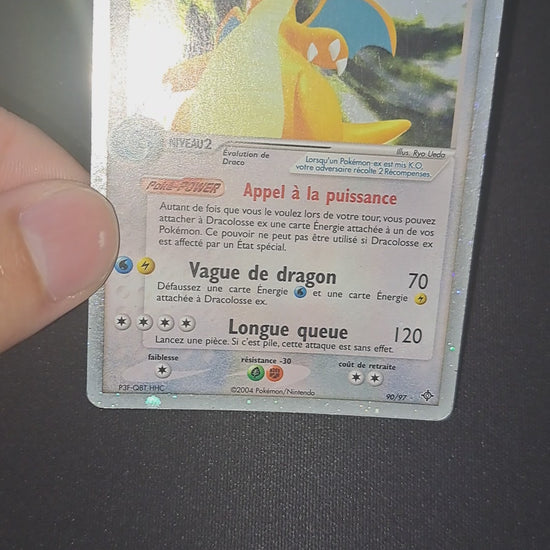 NIVEAU 2
Évolution de
Draco
Illus. Ryo Ueda
Lorsqu'un Pokémon-ex est mis K.O,
votre adversaire récolte 2 Récompenses.
POKé-POWER
Appel à la puissance
Autant de fois que vous le voulez lors de votre tour, vous pouvez
attacher à Dracolosse ex une carte Énergie attachée à un de vos
Pokémon. Ce pouvoir ne peut pas être utilisé si Dracolosse ex
est affecté par un État spécial.
Vague de dragon 70
Défaussez une carte Énergie et une carte Énergie
attachée à Dracolosse ex.
Longue queue 120
Lancez une pièce. Si c'est pile, cette attaque est sans effet.
faiblesse
résistance -30
coût de retraite
P3F-QBT-HHC
©2004 Pokémon/Nintendo
90/97